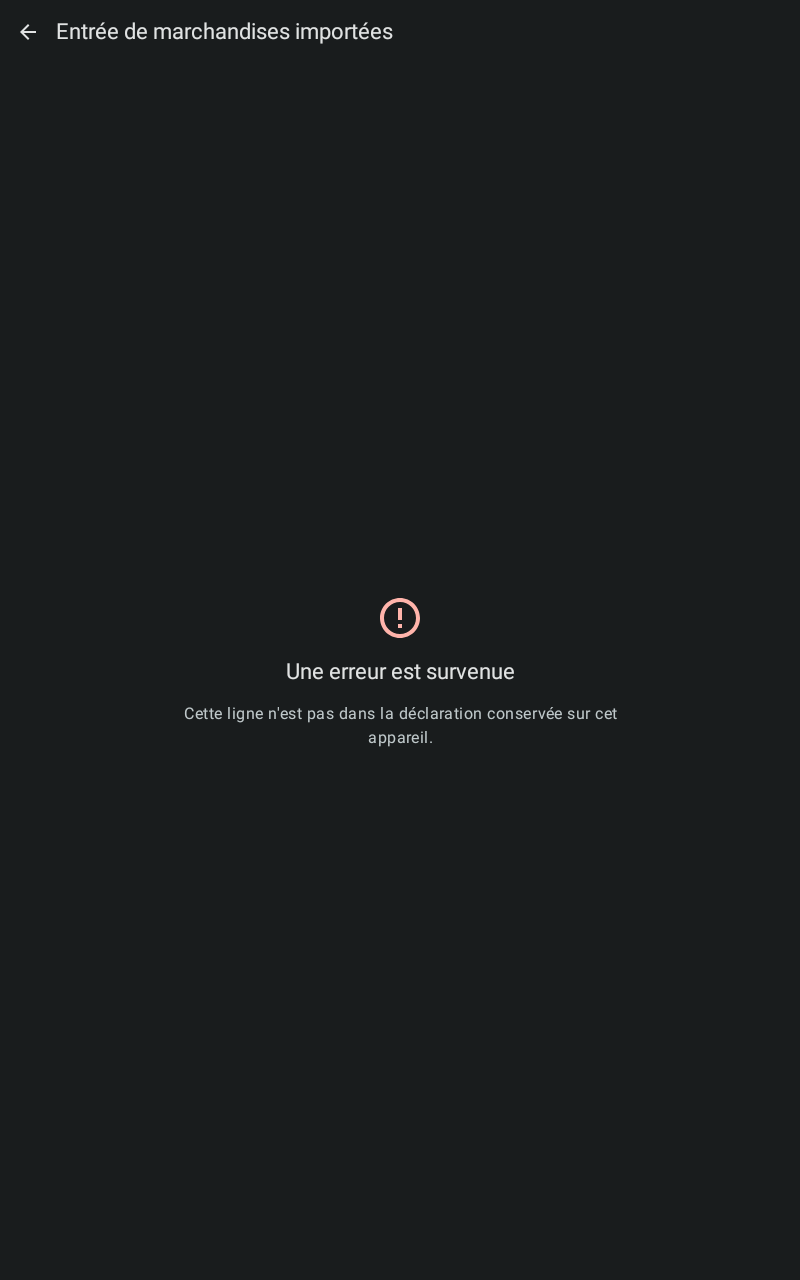 Entrée de marchandises importées
Une erreur est survenue
Cette ligne n'est pas dans la déclaration conservée sur cet
appareil.